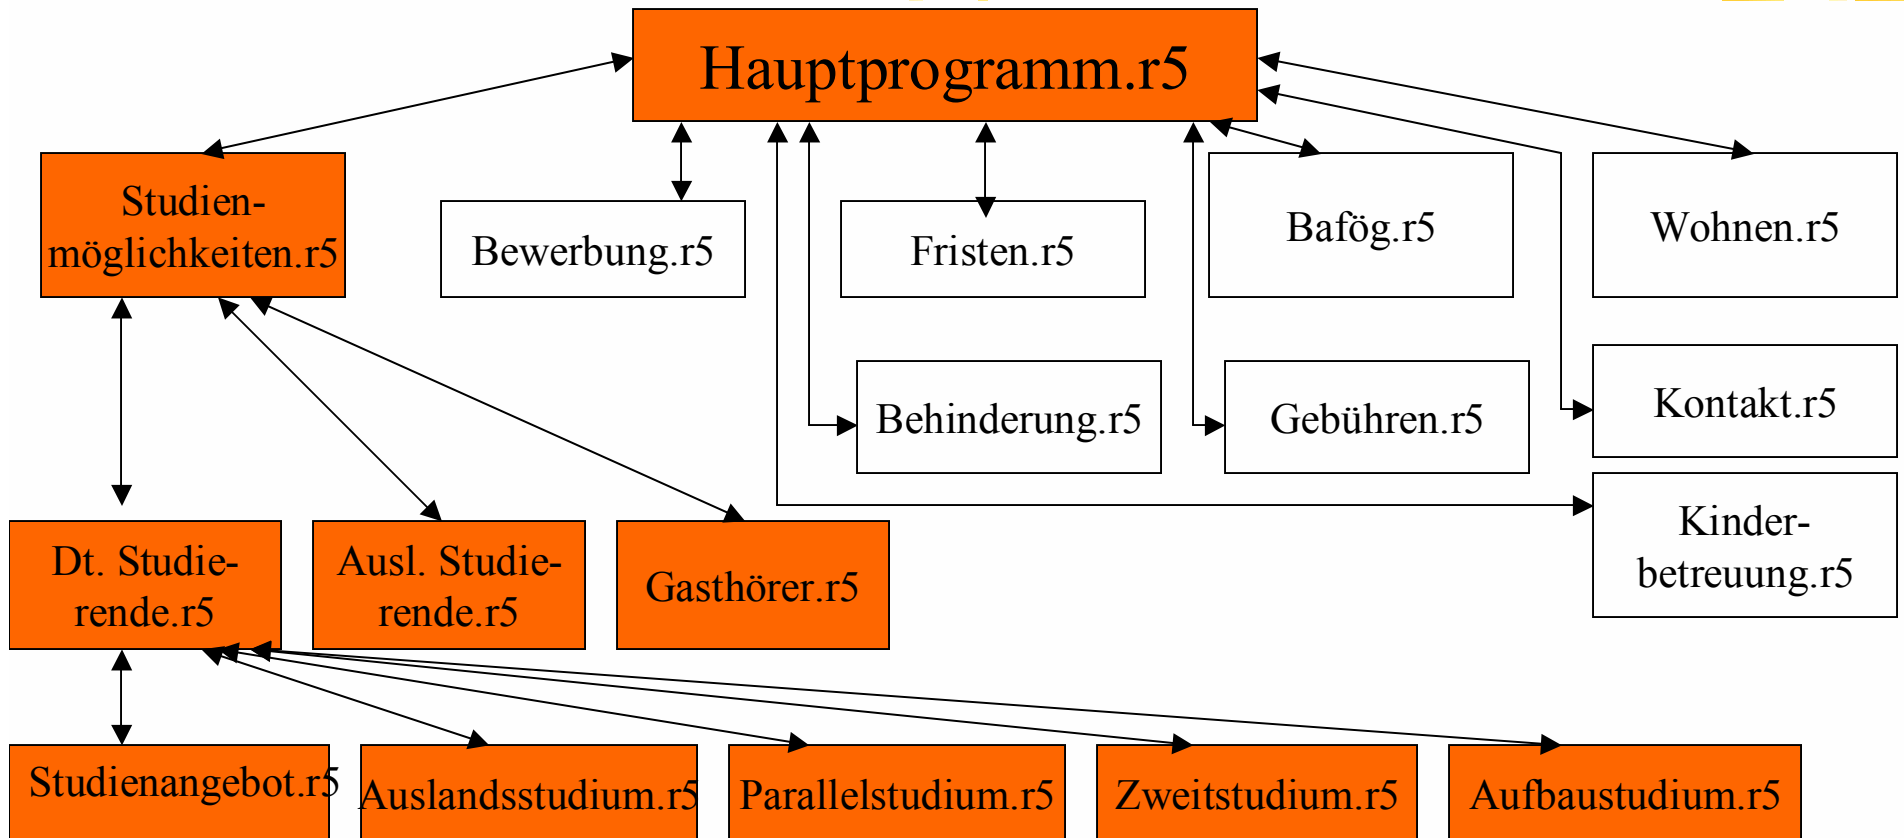 Hauptprogramm.r5
Studien-
möglichkeiten.r5
Bewerbung.r5
Fristen.r5
Bafög.r5
Wohnen.r5
Behinderung.r5
Gebühren.r5
Kontakt.r5
Kinder-
betreuung.r5
Dt. Studie-
rende.r5
Ausl. Studie-
rende.r5
Gasthörer.r5
Studienangebot.r5
Auslandsstudium.r5
Parallelstudium.r5
Zweitstudium.r5
Aufbaustudium.r5